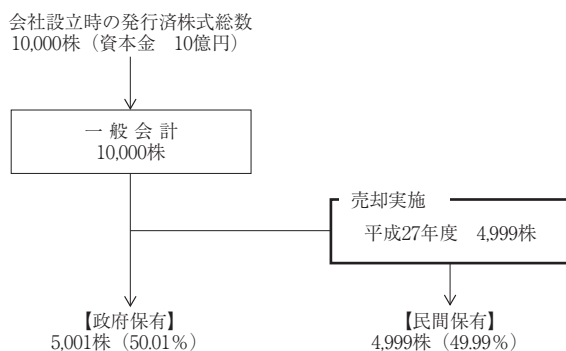 会社設立時の発行済株式総数
10,000株（資本金　10億円）
一 般 会 計
10,000株
売却実施
平成27年度　4,999株
【政府保有】
5,001株（50.01％）
【民間保有】
4,999株（49.99％）